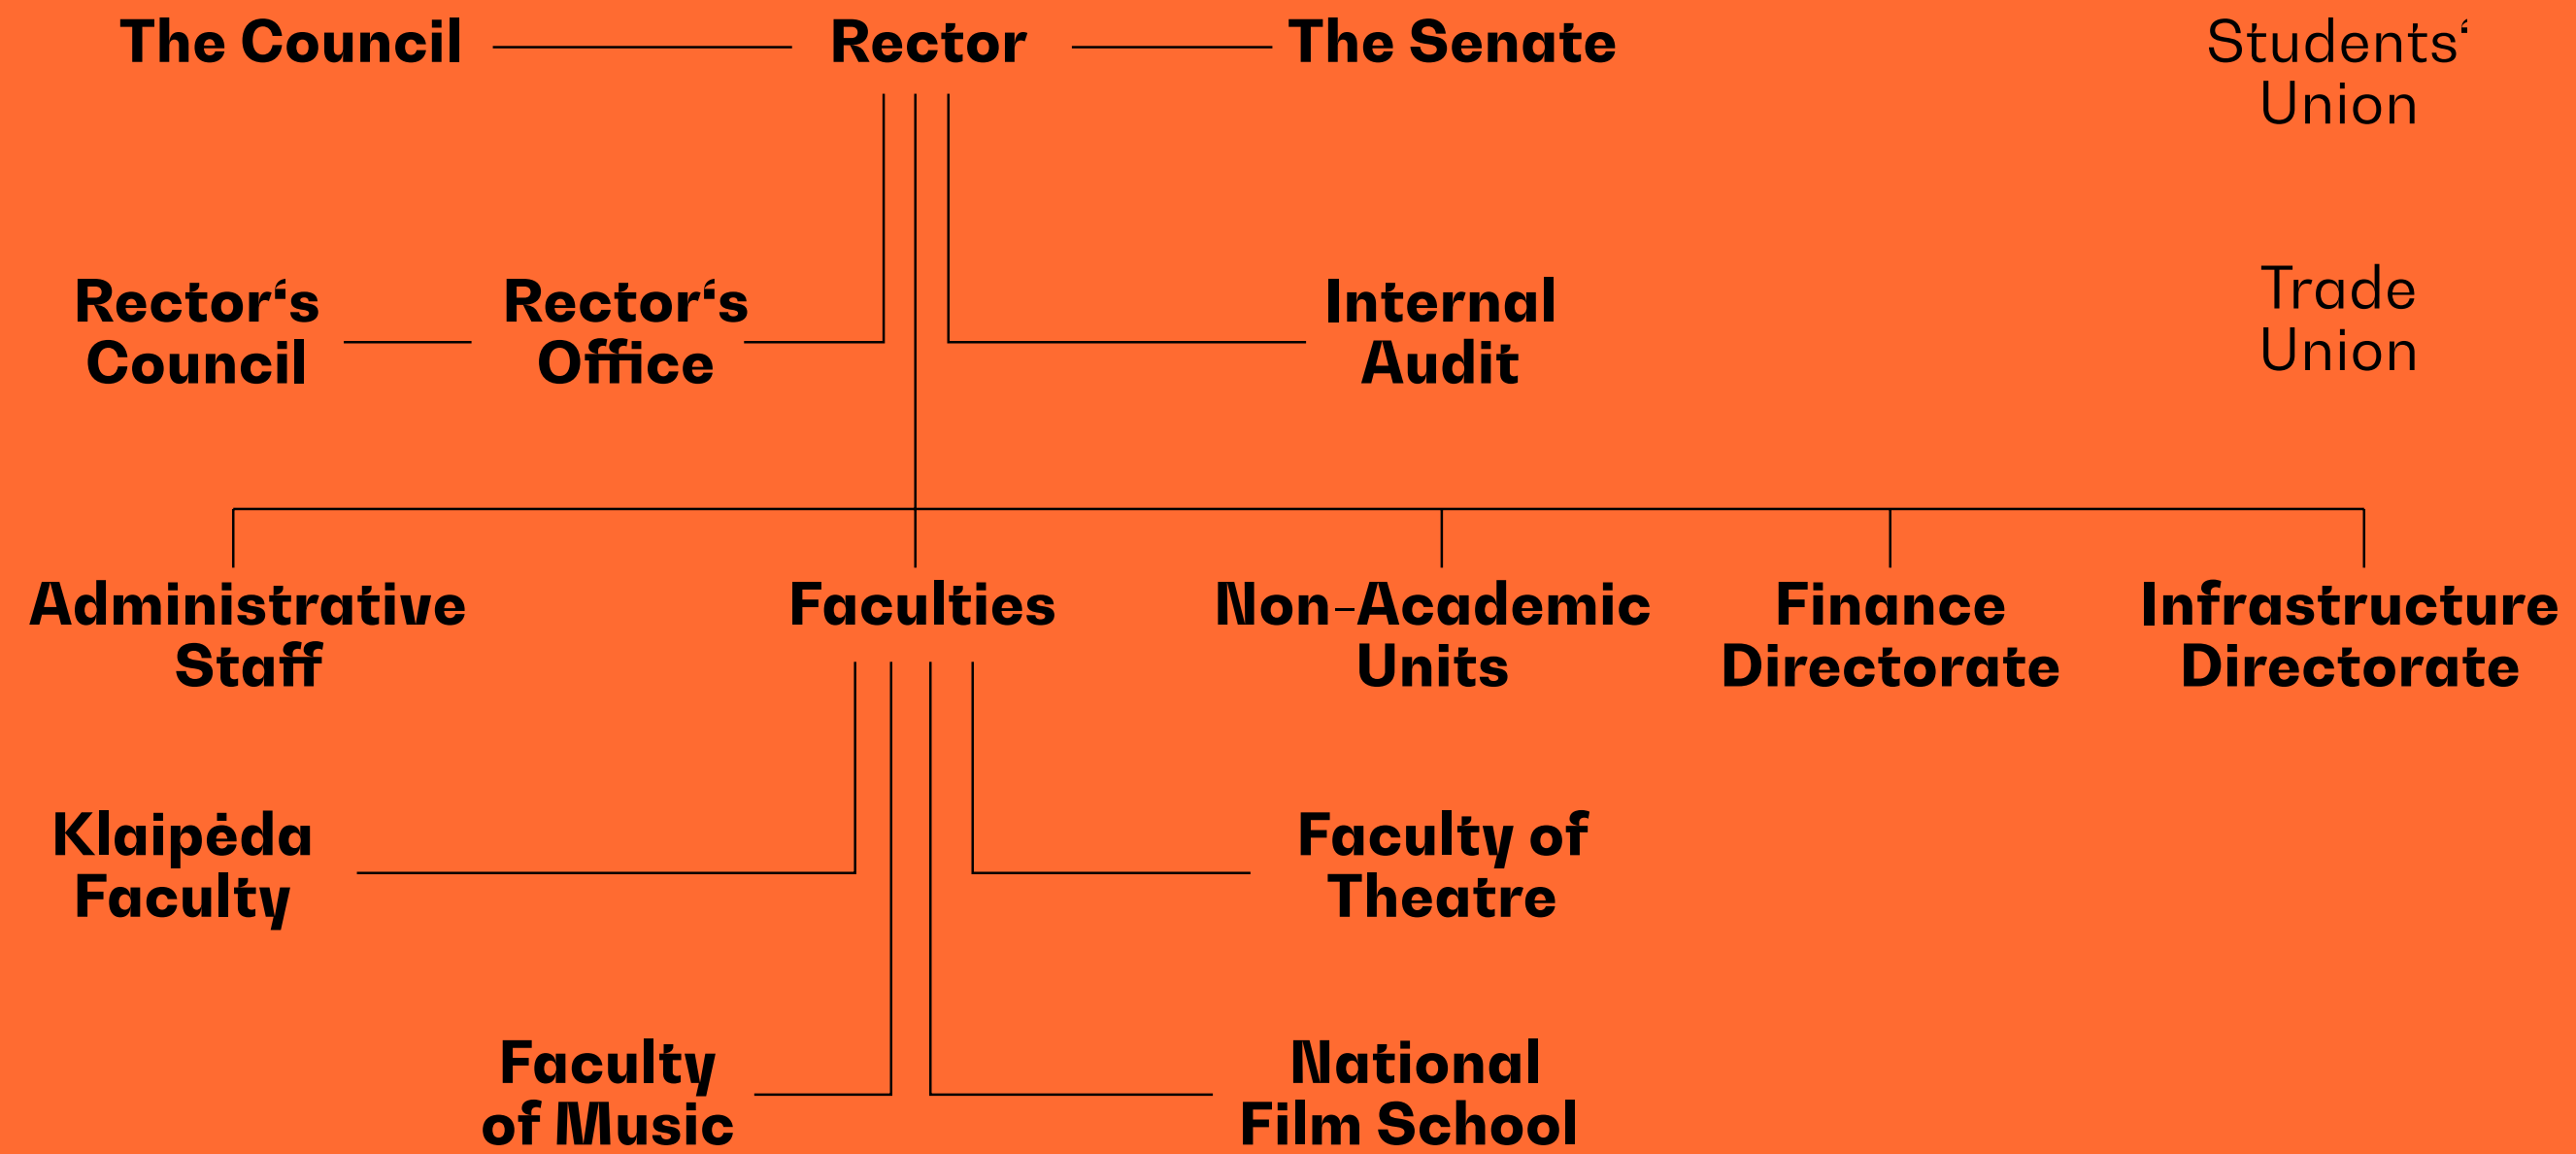 The Council
Rector
The Senate
Students‘
Union
Rector‘s
Council
Rector‘s
Office
Internal
Audit
Trade
Union
Administrative
Staff
Faculties
Non-Academic
Units
Finance
Directorate
Infrastructure
Directorate
Klaipėda
Faculty
Faculty of
Theatre
Faculty
of Music
National
Film School